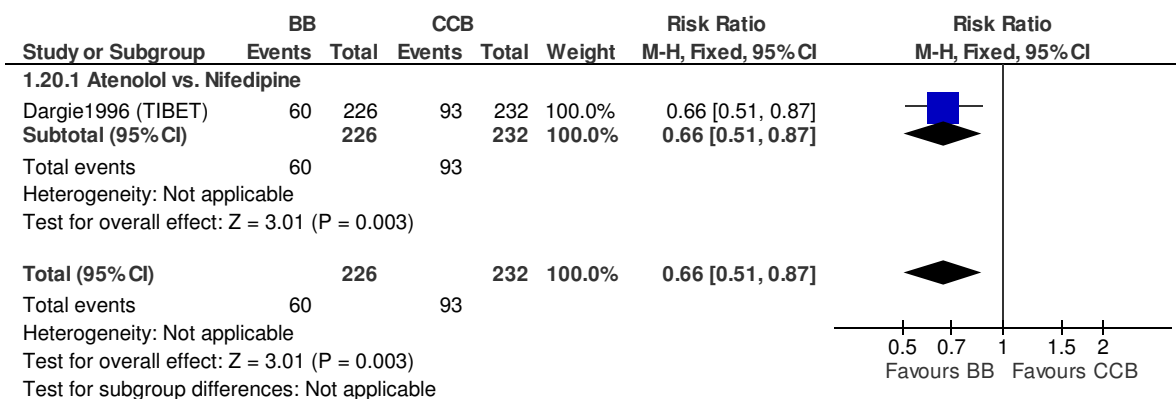 BB CCB Risk Ratio Risk Ratio
Study or Subgroup Events Total Events Total Weight M-H, Fixed, 95% CI M-H, Fixed, 95% CI
1.20.1 Atenolol vs. Nifedipine
Dargie1996 (TIBET) 60 226 93 232 100.0% 0.66 [0.51, 0.87]
Subtotal (95% CI) 226 232 100.0% 0.66 [0.51, 0.87]
Total events 60 93
Heterogeneity: Not applicable
Test for overall effect: Z = 3.01 (P = 0.003)
Total (95% CI) 226 232 100.0% 0.66 [0.51, 0.87]
Total events 60 93
Heterogeneity: Not applicable
Test for overall effect: Z = 3.01 (P = 0.003)
Test for subgroup differences: Not applicable
0.5 0.7 1 1.5 2
Favours BB Favours CCB